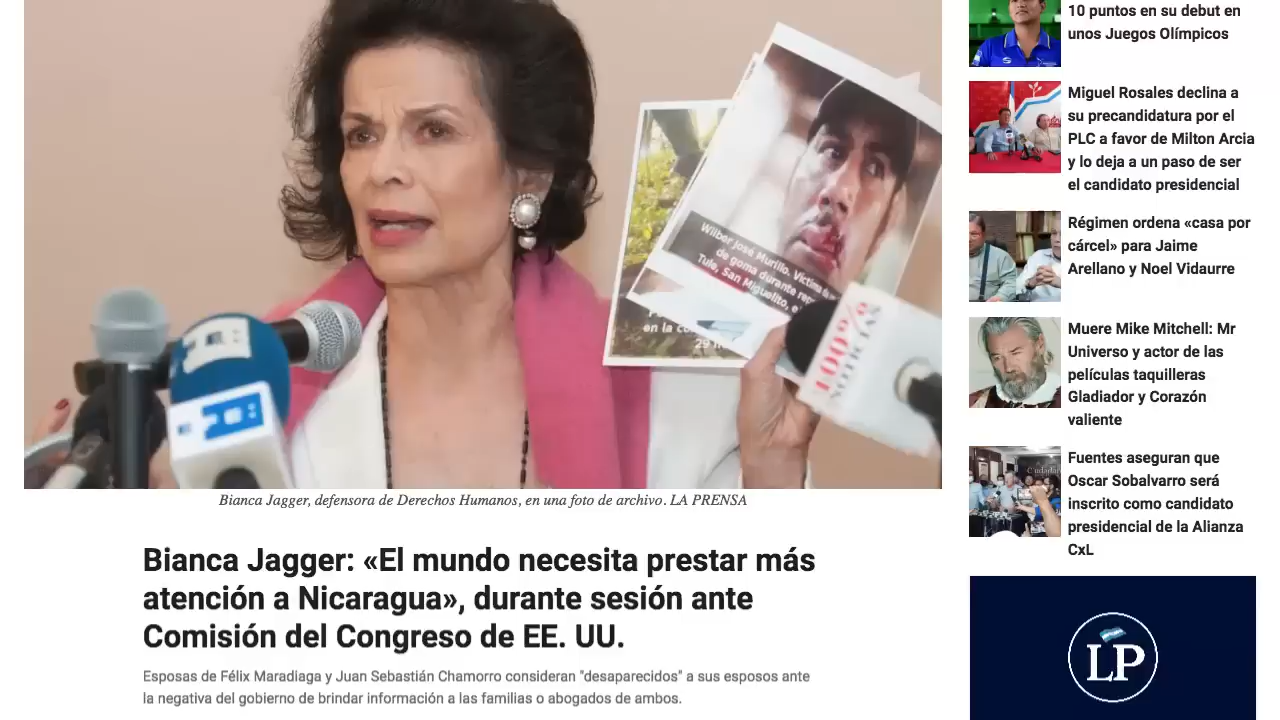 Wilbor José Murillo. Víctima de
de goma durante
Tule, San Miguelito, e
en la co
29
100%
NOTICIAS
Bianca Jagger, defensora de Derechos Humanos, en una foto de archivo. LA PRENSA
Bianca Jagger: «El mundo necesita prestar más
atención a Nicaragua», durante sesión ante
Comisión del Congreso de EE. UU.
Esposas de Félix Maradiaga y Juan Sebastián Chamorro consideran "desaparecidos" a sus esposos ante
la negativa del gobierno de brindar información a las familias o abogados de ambos.
10 puntos en su debut en
unos Juegos Olímpicos
Miguel Rosales declina a
su precandidatura por el
PLC a favor de Milton Arcia
y lo deja a un paso de ser
el candidato presidencial
Régimen ordena «casa por
cárcel» para Jaime
Arellano y Noel Vidaurre
Muere Mike Mitchell: Mr
Universo y actor de las
películas taquilleras
Gladiador y Corazón
valiente
Fuentes aseguran que
Oscar Sobalvarro será
inscrito como candidato
presidencial de la Alianza
CxL
LP